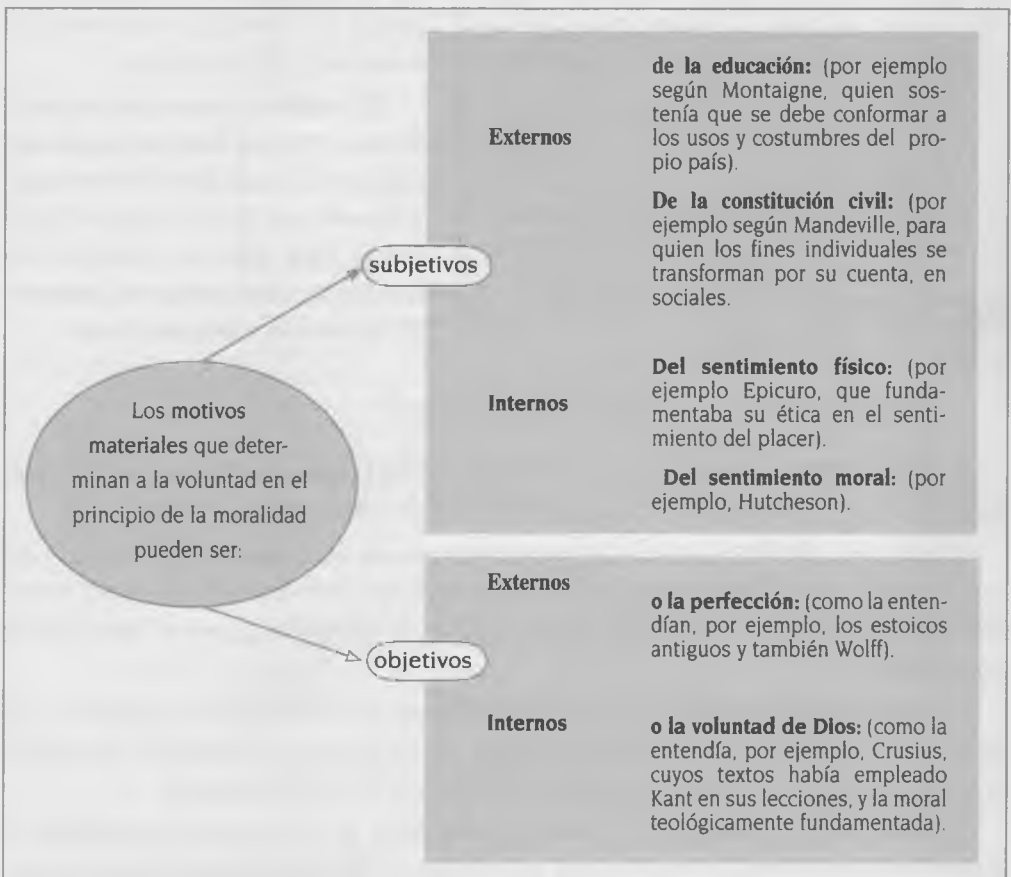 Los motivos
materiales que deter-
minan a la voluntad en el
principio de la moralidad
pueden ser:
subjetivos
Externos
de la educación: (por ejemplo
según Montaigne, quien sos-
tenía que se debe conformar a
los usos y costumbres del pro-
pio país).
De la constitución civil: (por
ejemplo según Mandeville, para
quien los fines individuales se
transforman por su cuenta, en
sociales.
Internos
Del sentimiento físico: (por
ejemplo Epicuro, que funda-
mentaba su ética en el senti-
miento del placer).
Del sentimiento moral: (por
ejemplo, Hutcheson).
objetivos
Externos
o la perfección: (como la enten-
dían, por ejemplo, los estoicos
antiguos y también Wolff).
Internos
o la voluntad de Dios: (como la
entendía, por ejemplo, Crusius,
cuyos textos había empleado
Kant en sus lecciones, y la moral
teológicamente fundamentada).